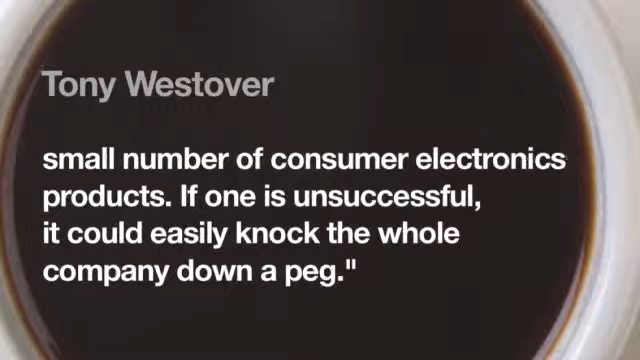 Tony Westover
small number of consumer electronics
products. If one is unsuccessful,
it could easily knock the whole
company down a peg."